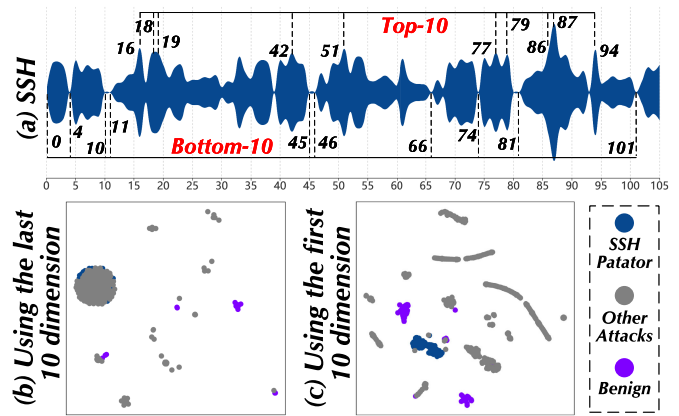 (a) SSH
Top-10
16 18 19 42 51 77 79 86 87 94
0 4 10 11 45 46 66 74 81 101
Bottom-10
0 5 10 15 20 25 30 35 40 45 50 55 60 65 70 75 80 85 90 95 100 105
(b) Using the last
10 dimension
(c) Using the first
10 dimension
SSH
Patator
Other
Attacks
Benign